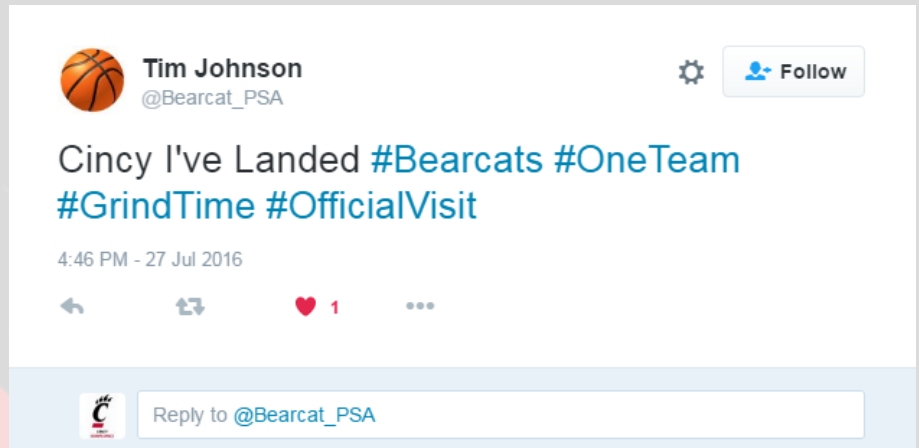 Tim Johnson
Follow
@Bearcat_PSA
Cincy I've Landed #Bearcats #OneTeam
#GrindTime #OfficialVisit
4:46 PM - 27 Jul 2016
1
Reply to @Bearcat_PSA